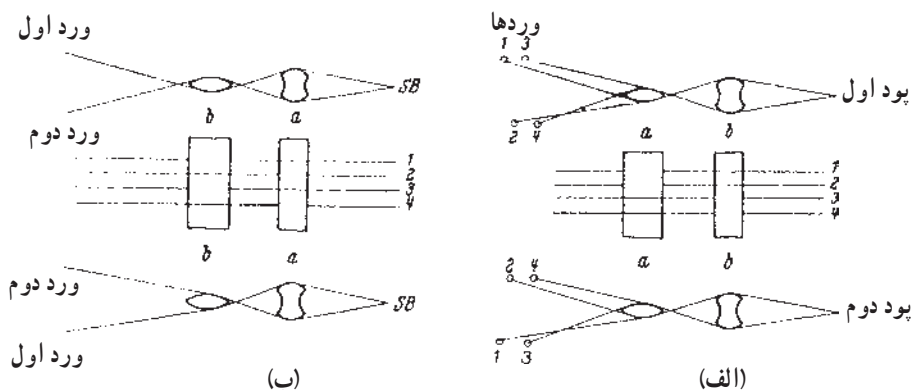 وردها
1 3
2 4
a
b
پود اول
1
2
3
4
a
b
2 4
1 3
پود دوم
(الف)
ورد اول
ورد دوم
b
a
SB
1
2
3
4
b
a
ورد دوم
ورد اول
SB
(ب)